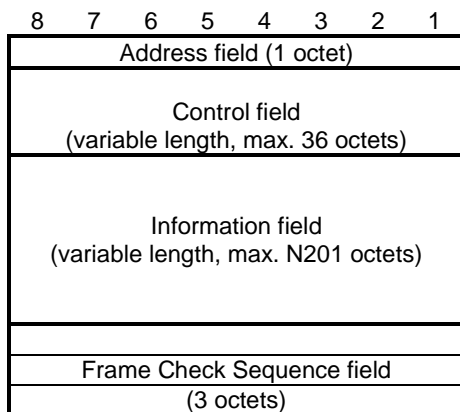 8 7 6 5 4 3 2 1
Address field (1 octet)
Control field
(variable length, max. 36 octets)
Information field
(variable length, max. N201 octets)
Frame Check Sequence field
(3 octets)